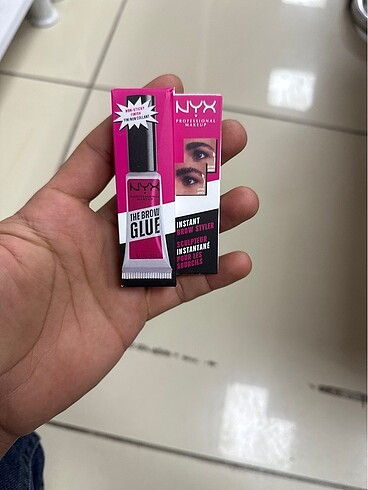 NON-STICKY
FINISH
FINI NON COLLANT
NYX
THE BROW
GLUE
NYX
PROFESSIONAL
MAKEUP
INSTANT
BROW STYLER
SCULPTEUR
INSTANTANÉ
POUR LES
SOURCILS